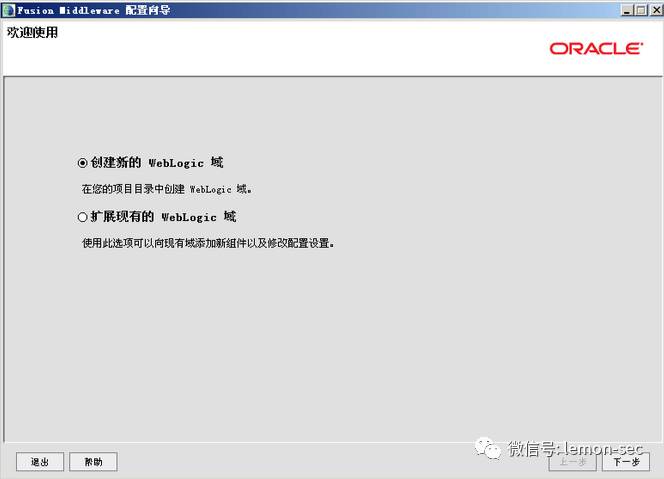 Fusion Middleware 配置向导
欢迎使用
ORACLE
创建新的 WebLogic 域
在您的项目目录中创建 WebLogic 域。
扩展现有的 WebLogic 域
使用此选项可以向现有域添加新组件以及修改配置设置。
微信号:lemon-sec
退出 帮助 上一步 下一步